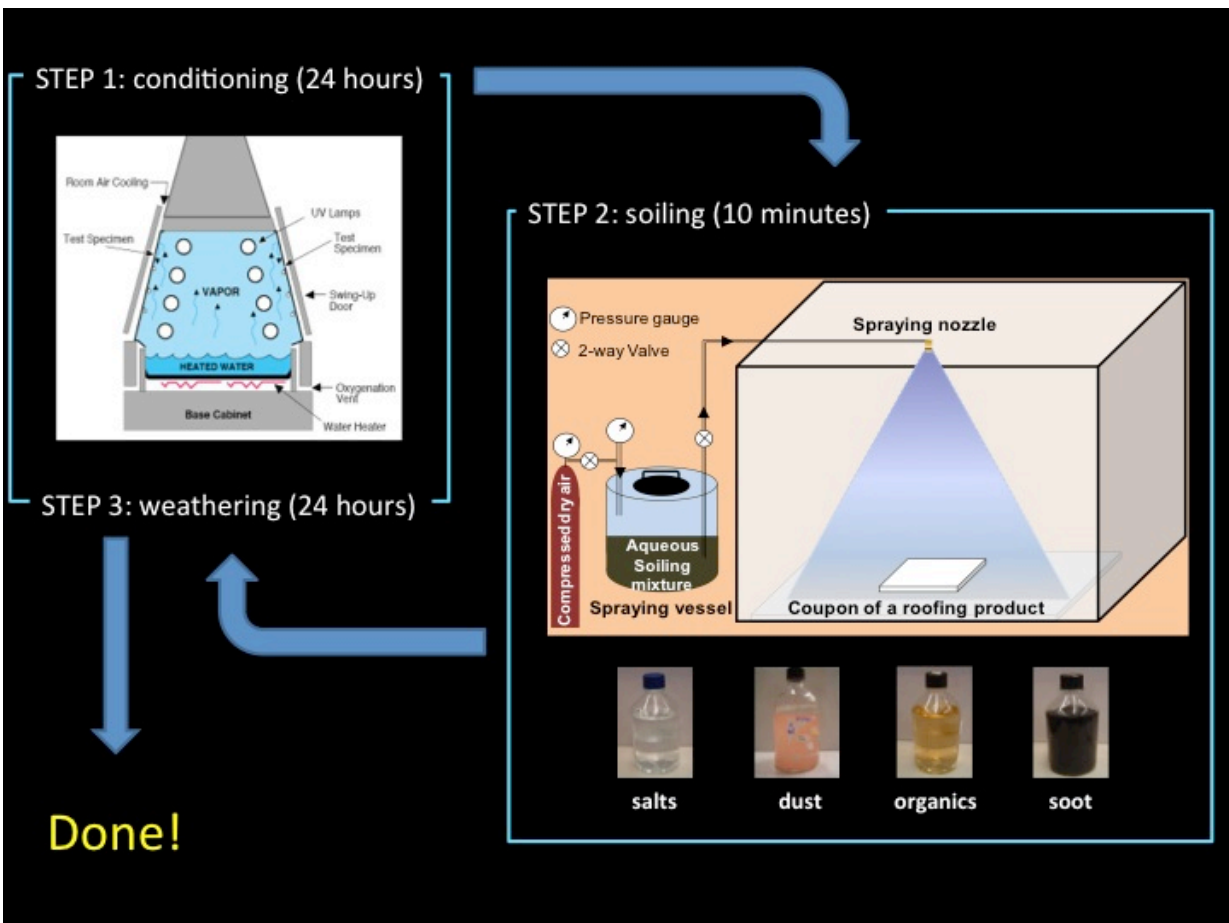 STEP 1: conditioning (24 hours)
Room Air Cooling
UV Lamps
Test Specimen
Test
Specimen
VAPOR
Swing-Up
Door
HEATED WATER
Oxygenation
Vent
Base Cabinet
Water Heater
STEP 2: soiling (10 minutes)
Pressure gauge
2-way Valve
Spraying nozzle
Compressed dry air
Aqueous
Soiling
mixture
Spraying vessel
Coupon of a roofing product
salts
dust
organics
soot
STEP 3: weathering (24 hours)
Done!